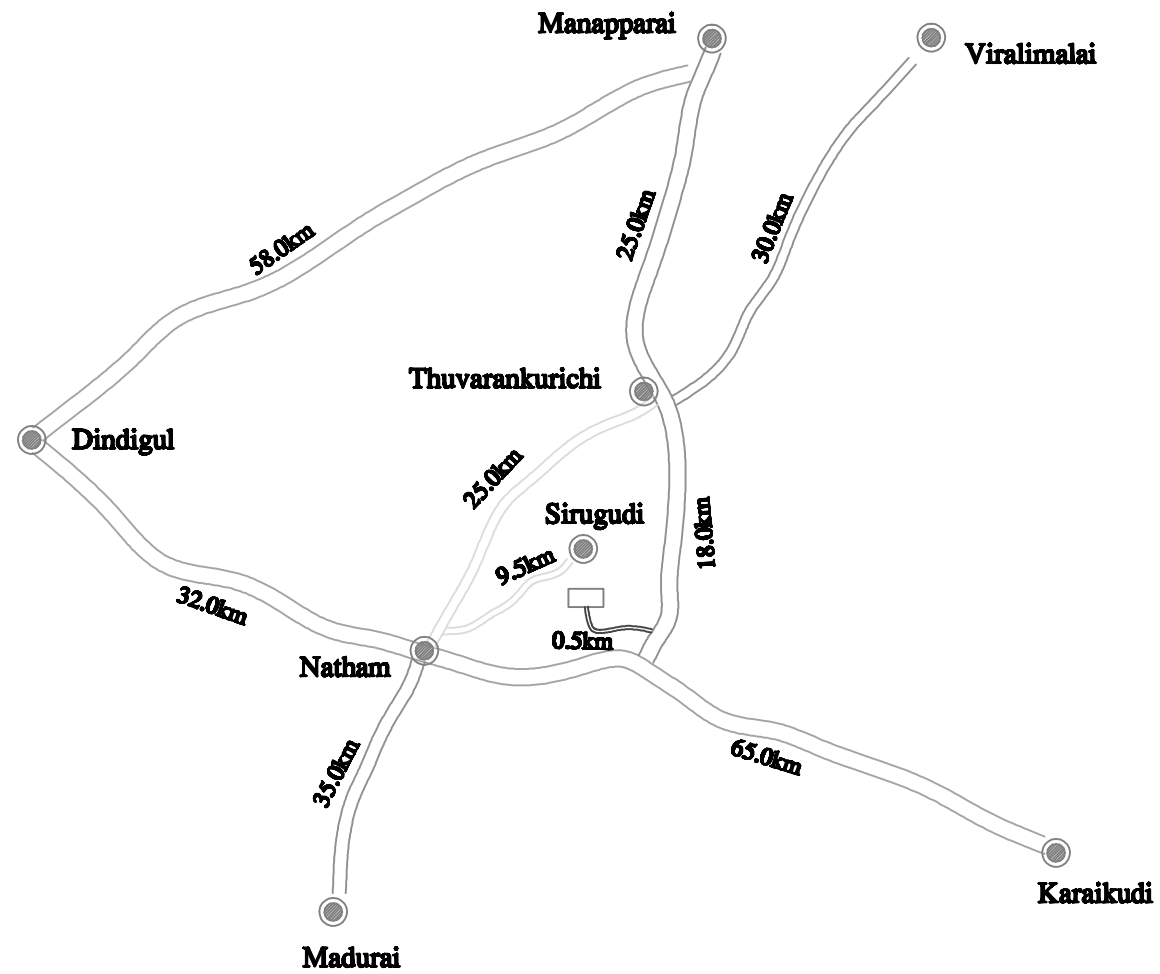 Manapparai
Viralimalai
25.0km
30.0km
58.0km
Thuvarankurichi
Dindigul
25.0km
Sirugudi
18.0km
9.5km
32.0km
0.5km
Natham
35.0km
65.0km
Karaikudi
Madurai